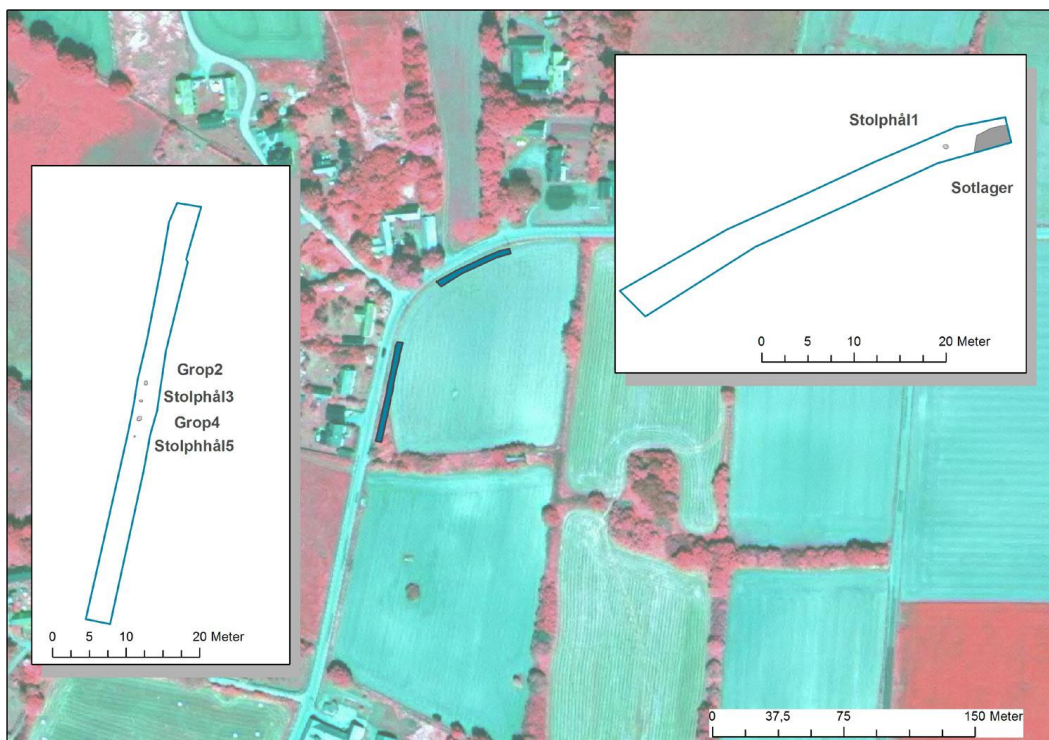 Stolphål1
Sotlager
0 5 10 20 Meter
Grop2
Stolphål3
Grop4
Stolphhål5
0 5 10 20 Meter
0 37,5 75 150 Meter